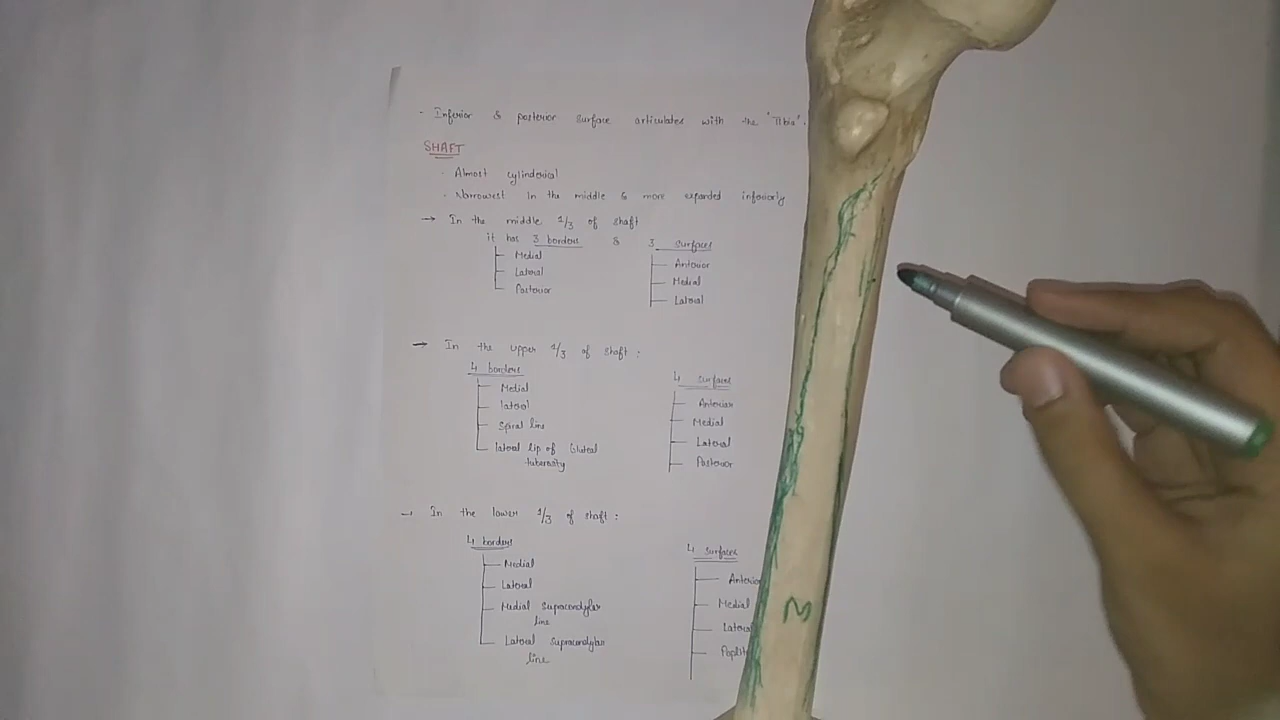 - Inferior & posterior surface articulates with the "Tibia".
SHAFT
· Almost cylinderical
· Narrowest in the middle & more expanded inferiorly
→ In the middle 1/3 of shaft
it has 3 borders & 3 surfaces
Medial
Lateral
Posterior
Anterior
Medial
Lateral
→ In the upper 1/3 of shaft :
4 borders
Medial
lateral
Spiral line
lateral lip of Gluteal
tuberosity
4 surfaces
Anterior
Medial
Lateral
Posterior
→ In the lower 1/3 of shaft :
4 borders
Medial
Lateral
Medial Supracondylar
line
Lateral Supracondylar
line
4 surfaces
Anterio
Medial
Lateral
Poplit